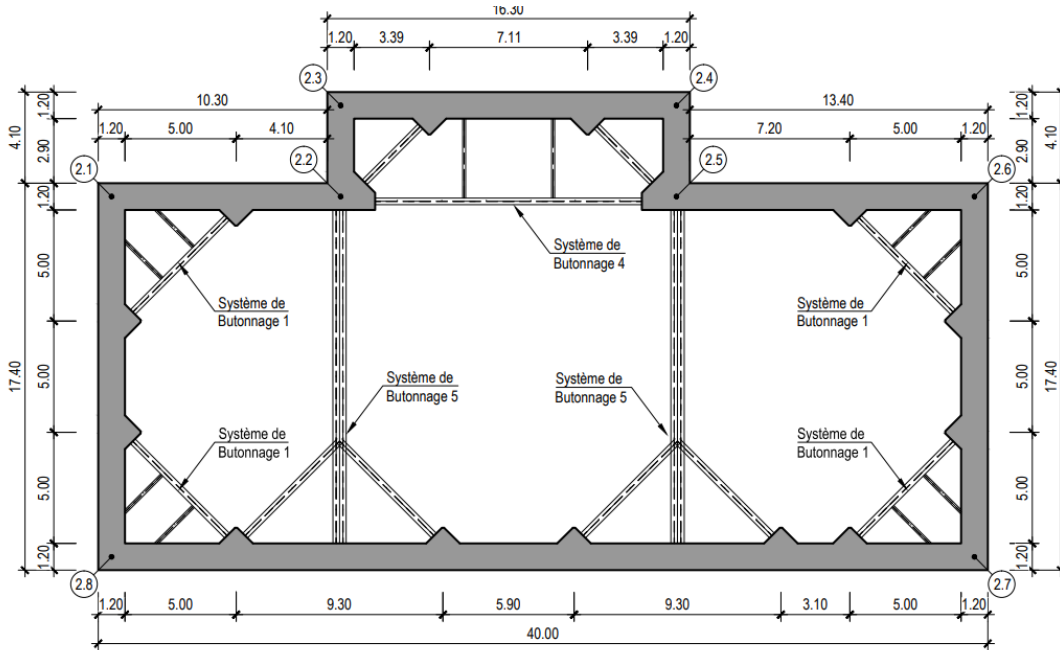 16.30
1.20 3.39 7.11 3.39 1.20
2.3 2.4
10.30 13.40
1.20 5.00 4.10 7.20 5.00 1.20
4.10 1.20 2.90 1.20 2.90 4.10
2.1 2.2 2.5 2.6
1.20 1.20
Système de
Butonnage 4
5.00 5.00
Système de
Butonnage 1
Système de
Butonnage 1
17.40 5.00 5.00 17.40
Système de
Butonnage 5
Système de
Butonnage 5
Système de
Butonnage 1
Système de
Butonnage 1
5.00 5.00
1.20 1.20
2.8 2.7
1.20 5.00 9.30 5.90 9.30 3.10 5.00 1.20
40.00